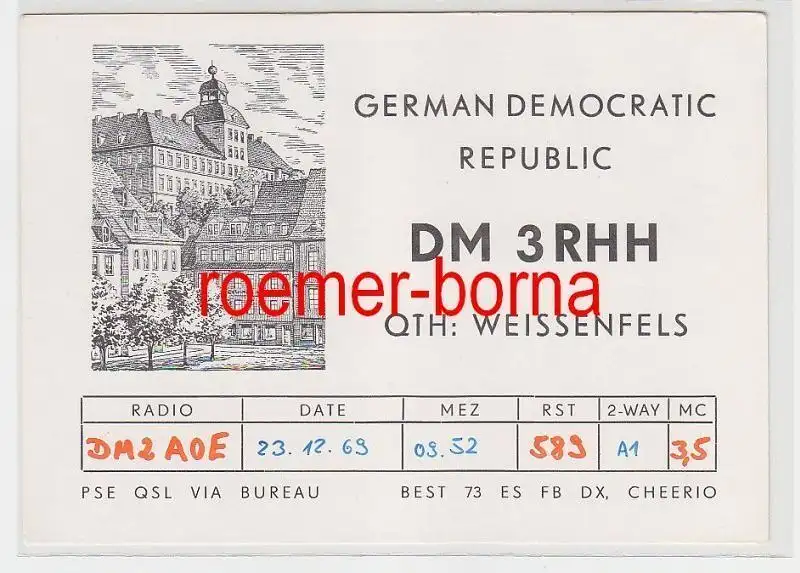 GERMAN DEMOCRATIC
REPUBLIC
DM 3RHH
roemer-borna
QTH: WEISSENFELS
RADIO DATE MEZ RST 2-WAY MC
DM2AOE 23.12.69 09.52 589 A1 3,5
PSE QSL VIA BUREAU BEST 73 ES FB DX, CHEERIO